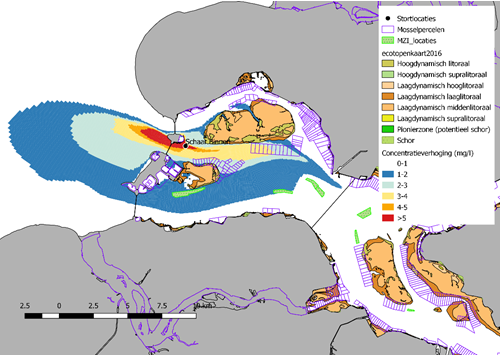 Stortlocaties
Mosselpercelen
MZI_locaties
ecotopenkaart2016
Hoogdynamisch litoraal
Hoogdynamisch supralitoraal
Laagdynamisch hooglitoraal
Laagdynamisch laaglitoraal
Laagdynamisch middenlitoraal
Laagdynamisch supralitoraal
Pionierzone (potentieel schor)
Schor
Concentratieverhoging (mg/l)
0-1
1-2
2-3
3-4
4-5
>5
Schaar
2.5 0 2.5 5 7.5 10 km